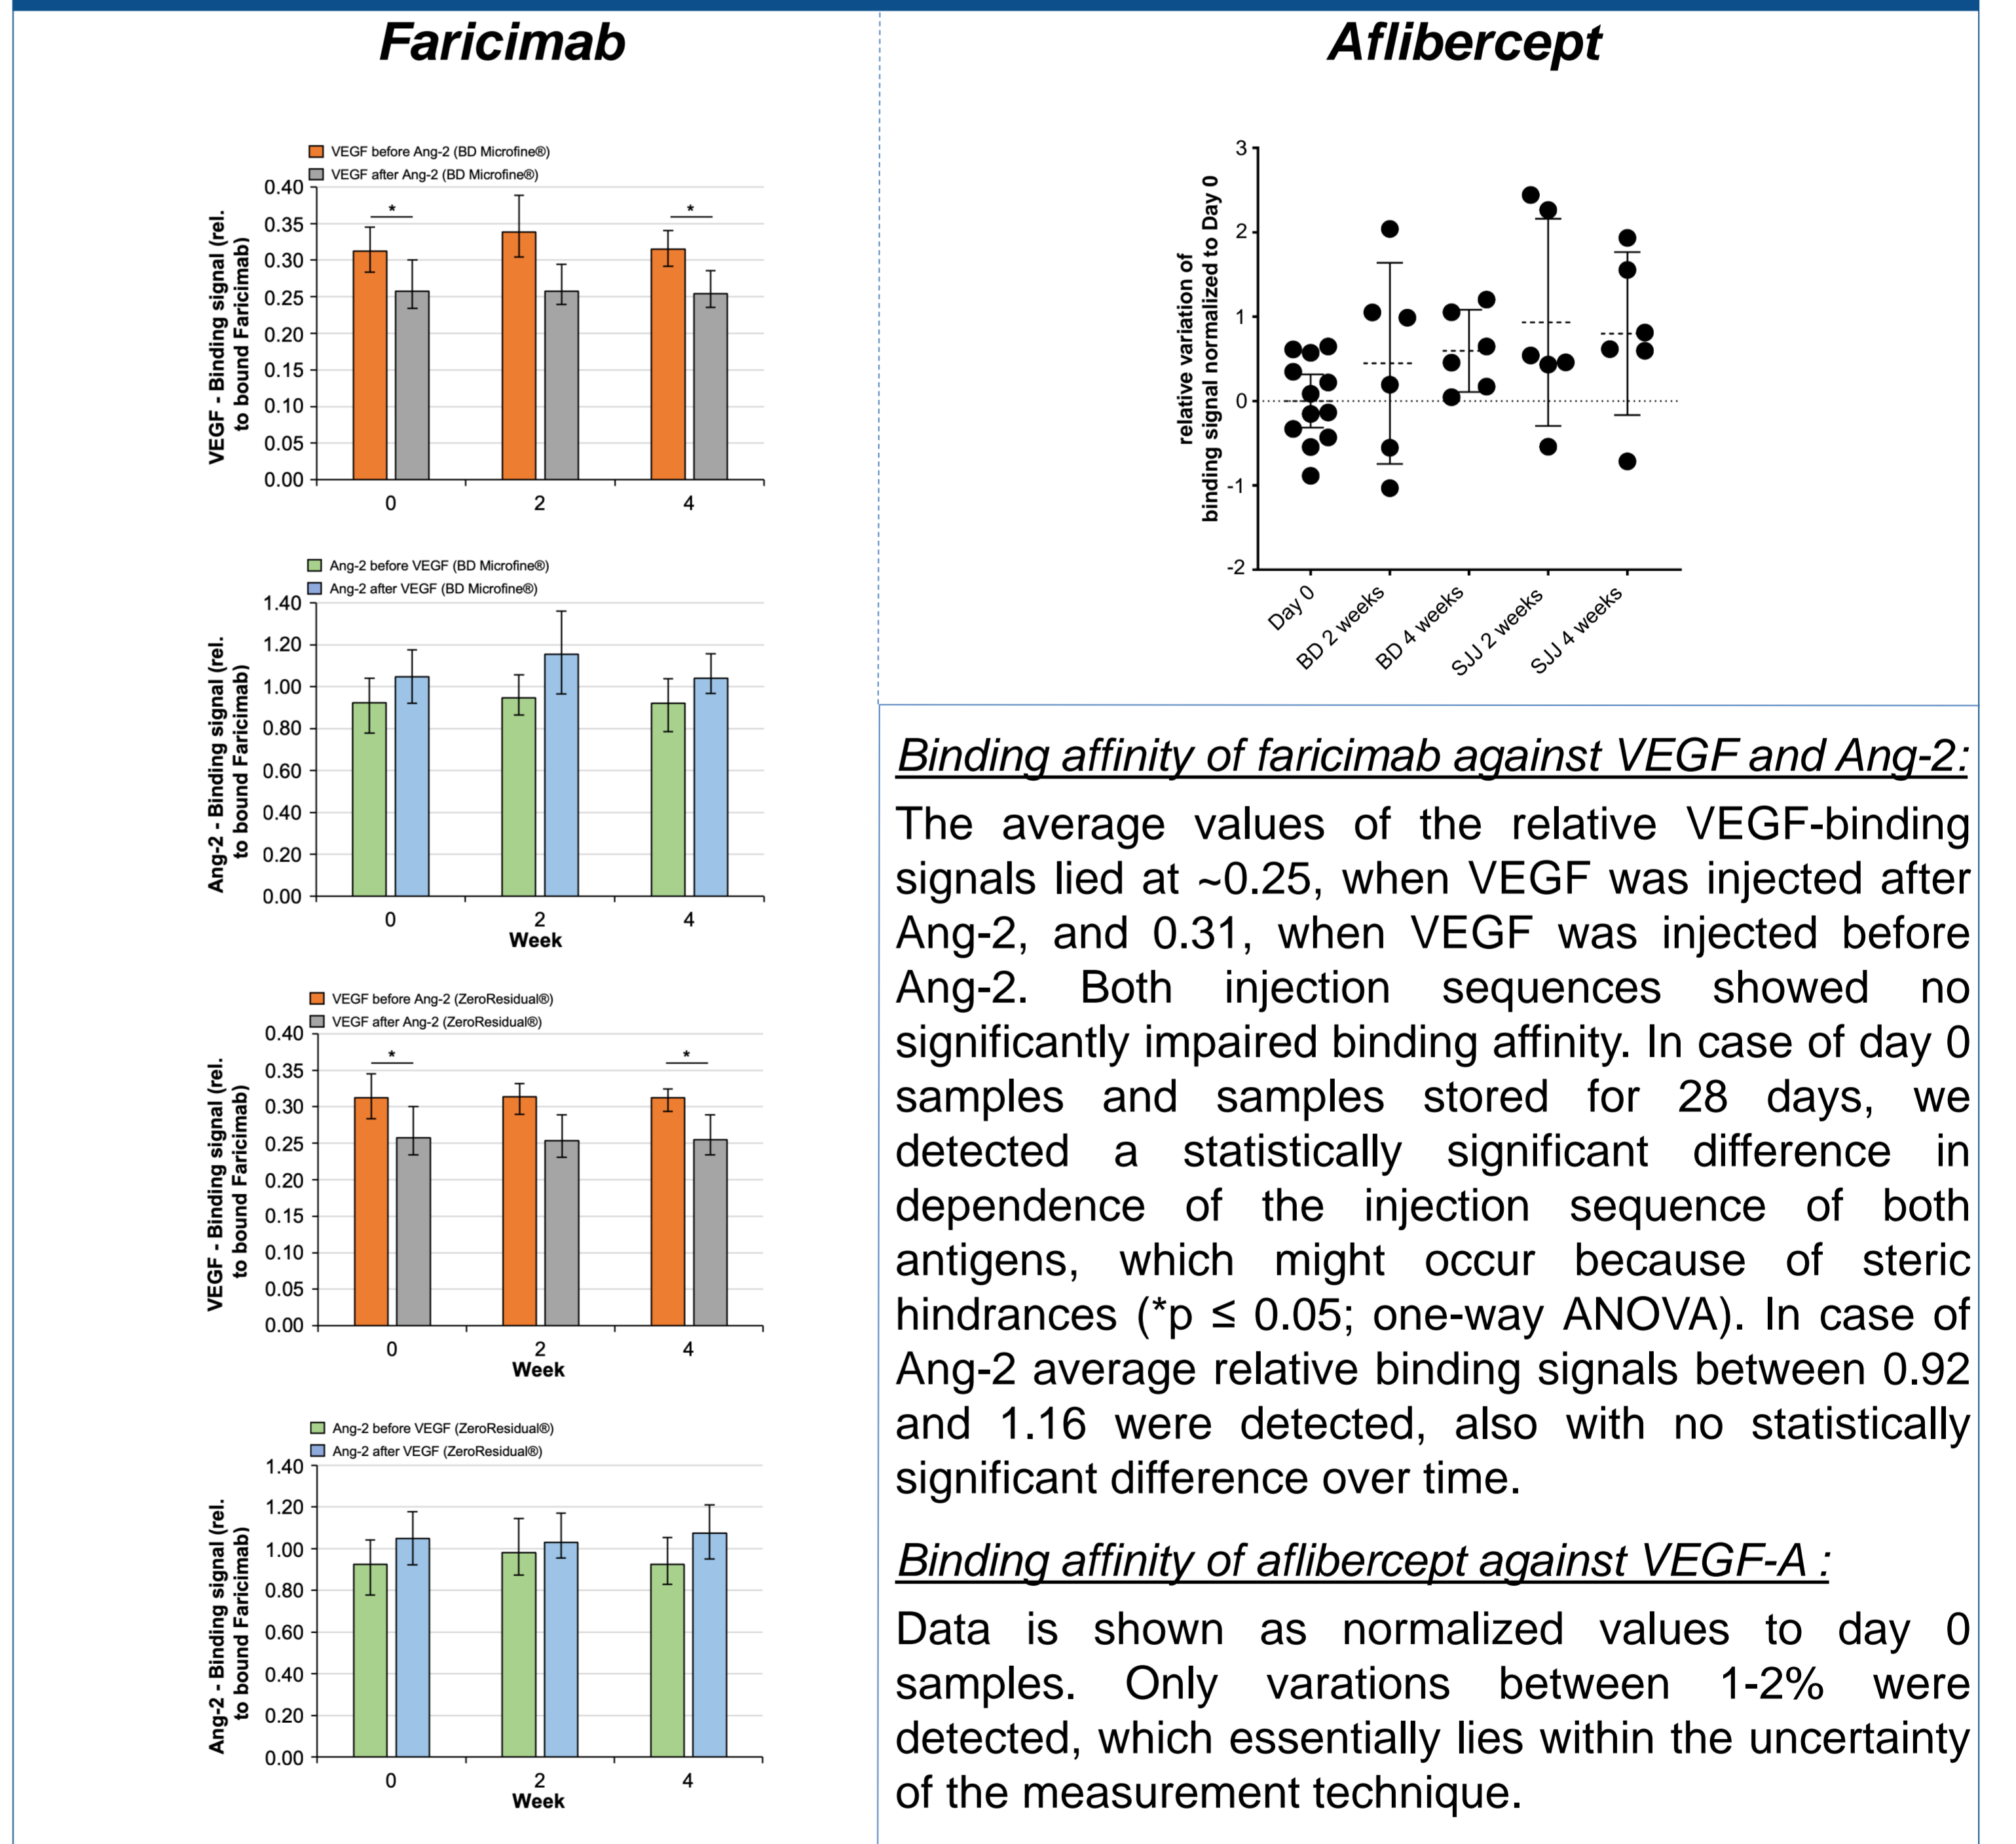 Faricimab
VEGF before Ang-2 (BD Microfine®)
VEGF after Ang-2 (BD Microfine®)
VEGF - Binding signal (rel.
to bound Faricimab)
0.40
0.35
0.30
0.25
0.20
0.15
0.10
0.05
0.00
*
*
0 2 4
Ang-2 before VEGF (BD Microfine®)
Ang-2 after VEGF (BD Microfine®)
Ang-2 - Binding signal (rel.
to bound Faricimab)
1.40
1.20
1.00
0.80
0.60
0.40
0.20
0.00
0 2 4
Week
VEGF before Ang-2 (ZeroResidual®)
VEGF after Ang-2 (ZeroResidual®)
VEGF - Binding signal (rel.
to bound Faricimab)
0.40
0.35
0.30
0.25
0.20
0.15
0.10
0.05
0.00
*
*
0 2 4
Week
Ang-2 before VEGF (ZeroResidual®)
Ang-2 after VEGF (ZeroResidual®)
Ang-2 - Binding signal (rel.
to bound Faricimab)
1.40
1.20
1.00
0.80
0.60
0.40
0.20
0.00
0 2 4
Week
Aflibercept
relative variation of
binding signal normalized to Day 0
3
2
1
0
-1
-2
Day 0
BD 2 weeks
BD 4 weeks
SJJ 2 weeks
SJJ 4 weeks
Binding affinity of faricimab against VEGF and Ang-2:
The average values of the relative VEGF-binding
signals lied at ~0.25, when VEGF was injected after
Ang-2, and 0.31, when VEGF was injected before
Ang-2. Both injection sequences showed no
significantly impaired binding affinity. In case of day 0
samples and samples stored for 28 days, we
detected a statistically significant difference in
dependence of the injection sequence of both
antigens, which might occur because of steric
hindrances (*p ≤ 0.05; one-way ANOVA). In case of
Ang-2 average relative binding signals between 0.92
and 1.16 were detected, also with no statistically
significant difference over time.
Binding affinity of aflibercept against VEGF-A :
Data is shown as normalized values to day 0
samples. Only varations between 1-2% were
detected, which essentially lies within the uncertainty
of the measurement technique.